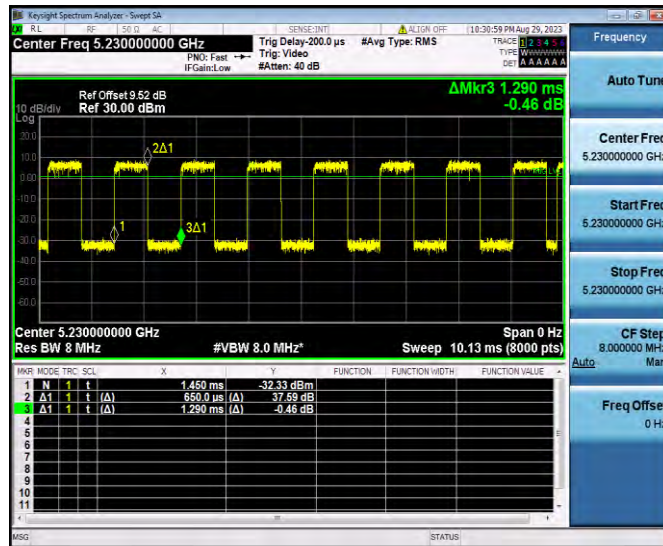 Keysight Spectrum Analyzer - Swept SA
RL RF 50 Ω AC SENSE:INT ALIGN OFF 10:30:59 PM Aug 29, 2023
Center Freq 5.230000000 GHz
PNO: Fast
IFGain:Low
Trig Delay-200.0 µs
Trig: Video
#Atten: 40 dB
#Avg Type: RMS
TRACE 1 2 3 4 5 6
TYPE W
DET A A A A A A
Frequency
Auto Tune
Center Freq
5.230000000 GHz
Start Freq
5.230000000 GHz
Stop Freq
5.230000000 GHz
CF Step
8.000000 MHz
Auto Man
Freq Offset
0 Hz
ΔMkr3 1.290 ms
-0.46 dB
Ref Offset 9.52 dB
10 dB/div Ref 30.00 dBm
Log
20.0
10.0
0.00
-10.0
-20.0
-30.0
-40.0
-50.0
-60.0
2Δ1
1
3Δ1
Center 5.230000000 GHz Span 0 Hz
Res BW 8 MHz #VBW 8.0 MHz* Sweep 10.13 ms (8000 pts)
MKR MODE TRC SCL X Y FUNCTION FUNCTION WIDTH FUNCTION VALUE
1 N 1 t 1.450 ms -32.33 dBm
2 Δ1 1 t (Δ) 650.0 µs (Δ) 37.59 dB
3 Δ1 1 t (Δ) 1.290 ms (Δ) -0.46 dB
4
5
6
7
8
9
10
11
MSG STATUS